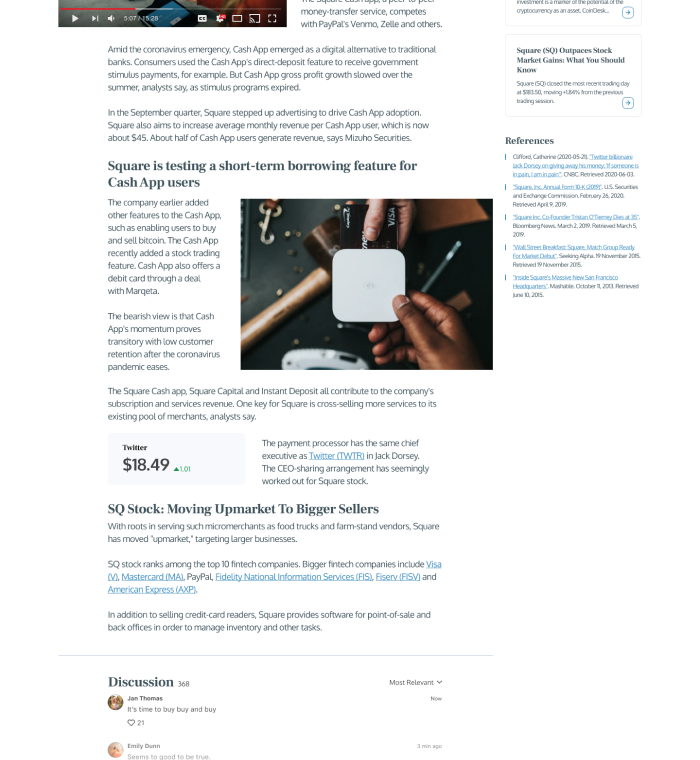 The Square Cash app, a peer-to-peer
money-transfer service, competes
with PayPal's Venmo, Zelle and others.
5:07 / 15:28
Amid the coronavirus emergency, Cash App emerged as a digital alternative to traditional
banks. Consumers used the Cash App's direct-deposit feature to receive government
stimulus payments, for example. But Cash App gross profit growth slowed over the
summer, analysts say, as stimulus programs expired.
In the September quarter, Square stepped up advertising to drive Cash App adoption.
Square also aims to increase average monthly revenue per Cash App user, which is now
about $45. About half of Cash App users generate revenue, says Mizuho Securities.
Square is testing a short-term borrowing feature for
Cash App users
The company earlier added
other features to the Cash App,
such as enabling users to buy
and sell bitcoin. The Cash App
recently added a stock trading
feature. Cash App also offers a
debit card through a deal
with Marqeta.
The bearish view is that Cash
App's momentum proves
transitory with low customer
retention after the coronavirus
pandemic eases.
VISA
The Square Cash app, Square Capital and Instant Deposit all contribute to the company's
subscription and services revenue. One key for Square is cross-selling more services to its
existing pool of merchants, analysts say.
Twitter
$18.49 ▲1.01
The payment processor has the same chief
executive as Twitter (TWTR) in Jack Dorsey.
The CEO-sharing arrangement has seemingly
worked out for Square stock.
SQ Stock: Moving Upmarket To Bigger Sellers
With roots in serving such micromerchants as food trucks and farm-stand vendors, Square
has moved "upmarket," targeting larger businesses.
SQ stock ranks among the top 10 fintech companies. Bigger fintech companies include Visa
(V), Mastercard (MA), PayPal, Fidelity National Information Services (FIS), Fiserv (FISV) and
American Express (AXP).
In addition to selling credit-card readers, Square provides software for point-of-sale and
back offices in order to manage inventory and other tasks.
Discussion 368
Most Relevant
Jan Thomas
Now
It's time to buy buy and buy
21
Emily Dunn
3 min ago
Seems to good to be true.
investment is a marker of the potential of the
cryptocurrency as an asset, CoinDesk...
Square (SQ) Outpaces Stock
Market Gains: What You Should
Know
Square (SQ) closed the most recent trading day
at $183.50, moving +1.84% from the previous
trading session.
References
Clifford, Catherine (2020-05-21). "Twitter billionaire
Jack Dorsey on giving away his money: 'If someone is
in pain, I am in pain'". CNBC. Retrieved 2020-06-03.
"Square, Inc. Annual Form 10-K (2019)". U.S. Securities
and Exchange Commission. February 26, 2020.
Retrieved April 9, 2019.
"Square Inc. Co-Founder Tristan O'Tierney Dies at 35".
Bloomberg News. March 2, 2019. Retrieved March 5,
2019.
"Wall Street Breakfast: Square, Match Group Ready
For Market Debut". Seeking Alpha. 19 November 2015.
Retrieved 19 November 2015.
"Inside Square's Massive New San Francisco
Headquarters". Mashable. October 11, 2013. Retrieved
June 10, 2015.